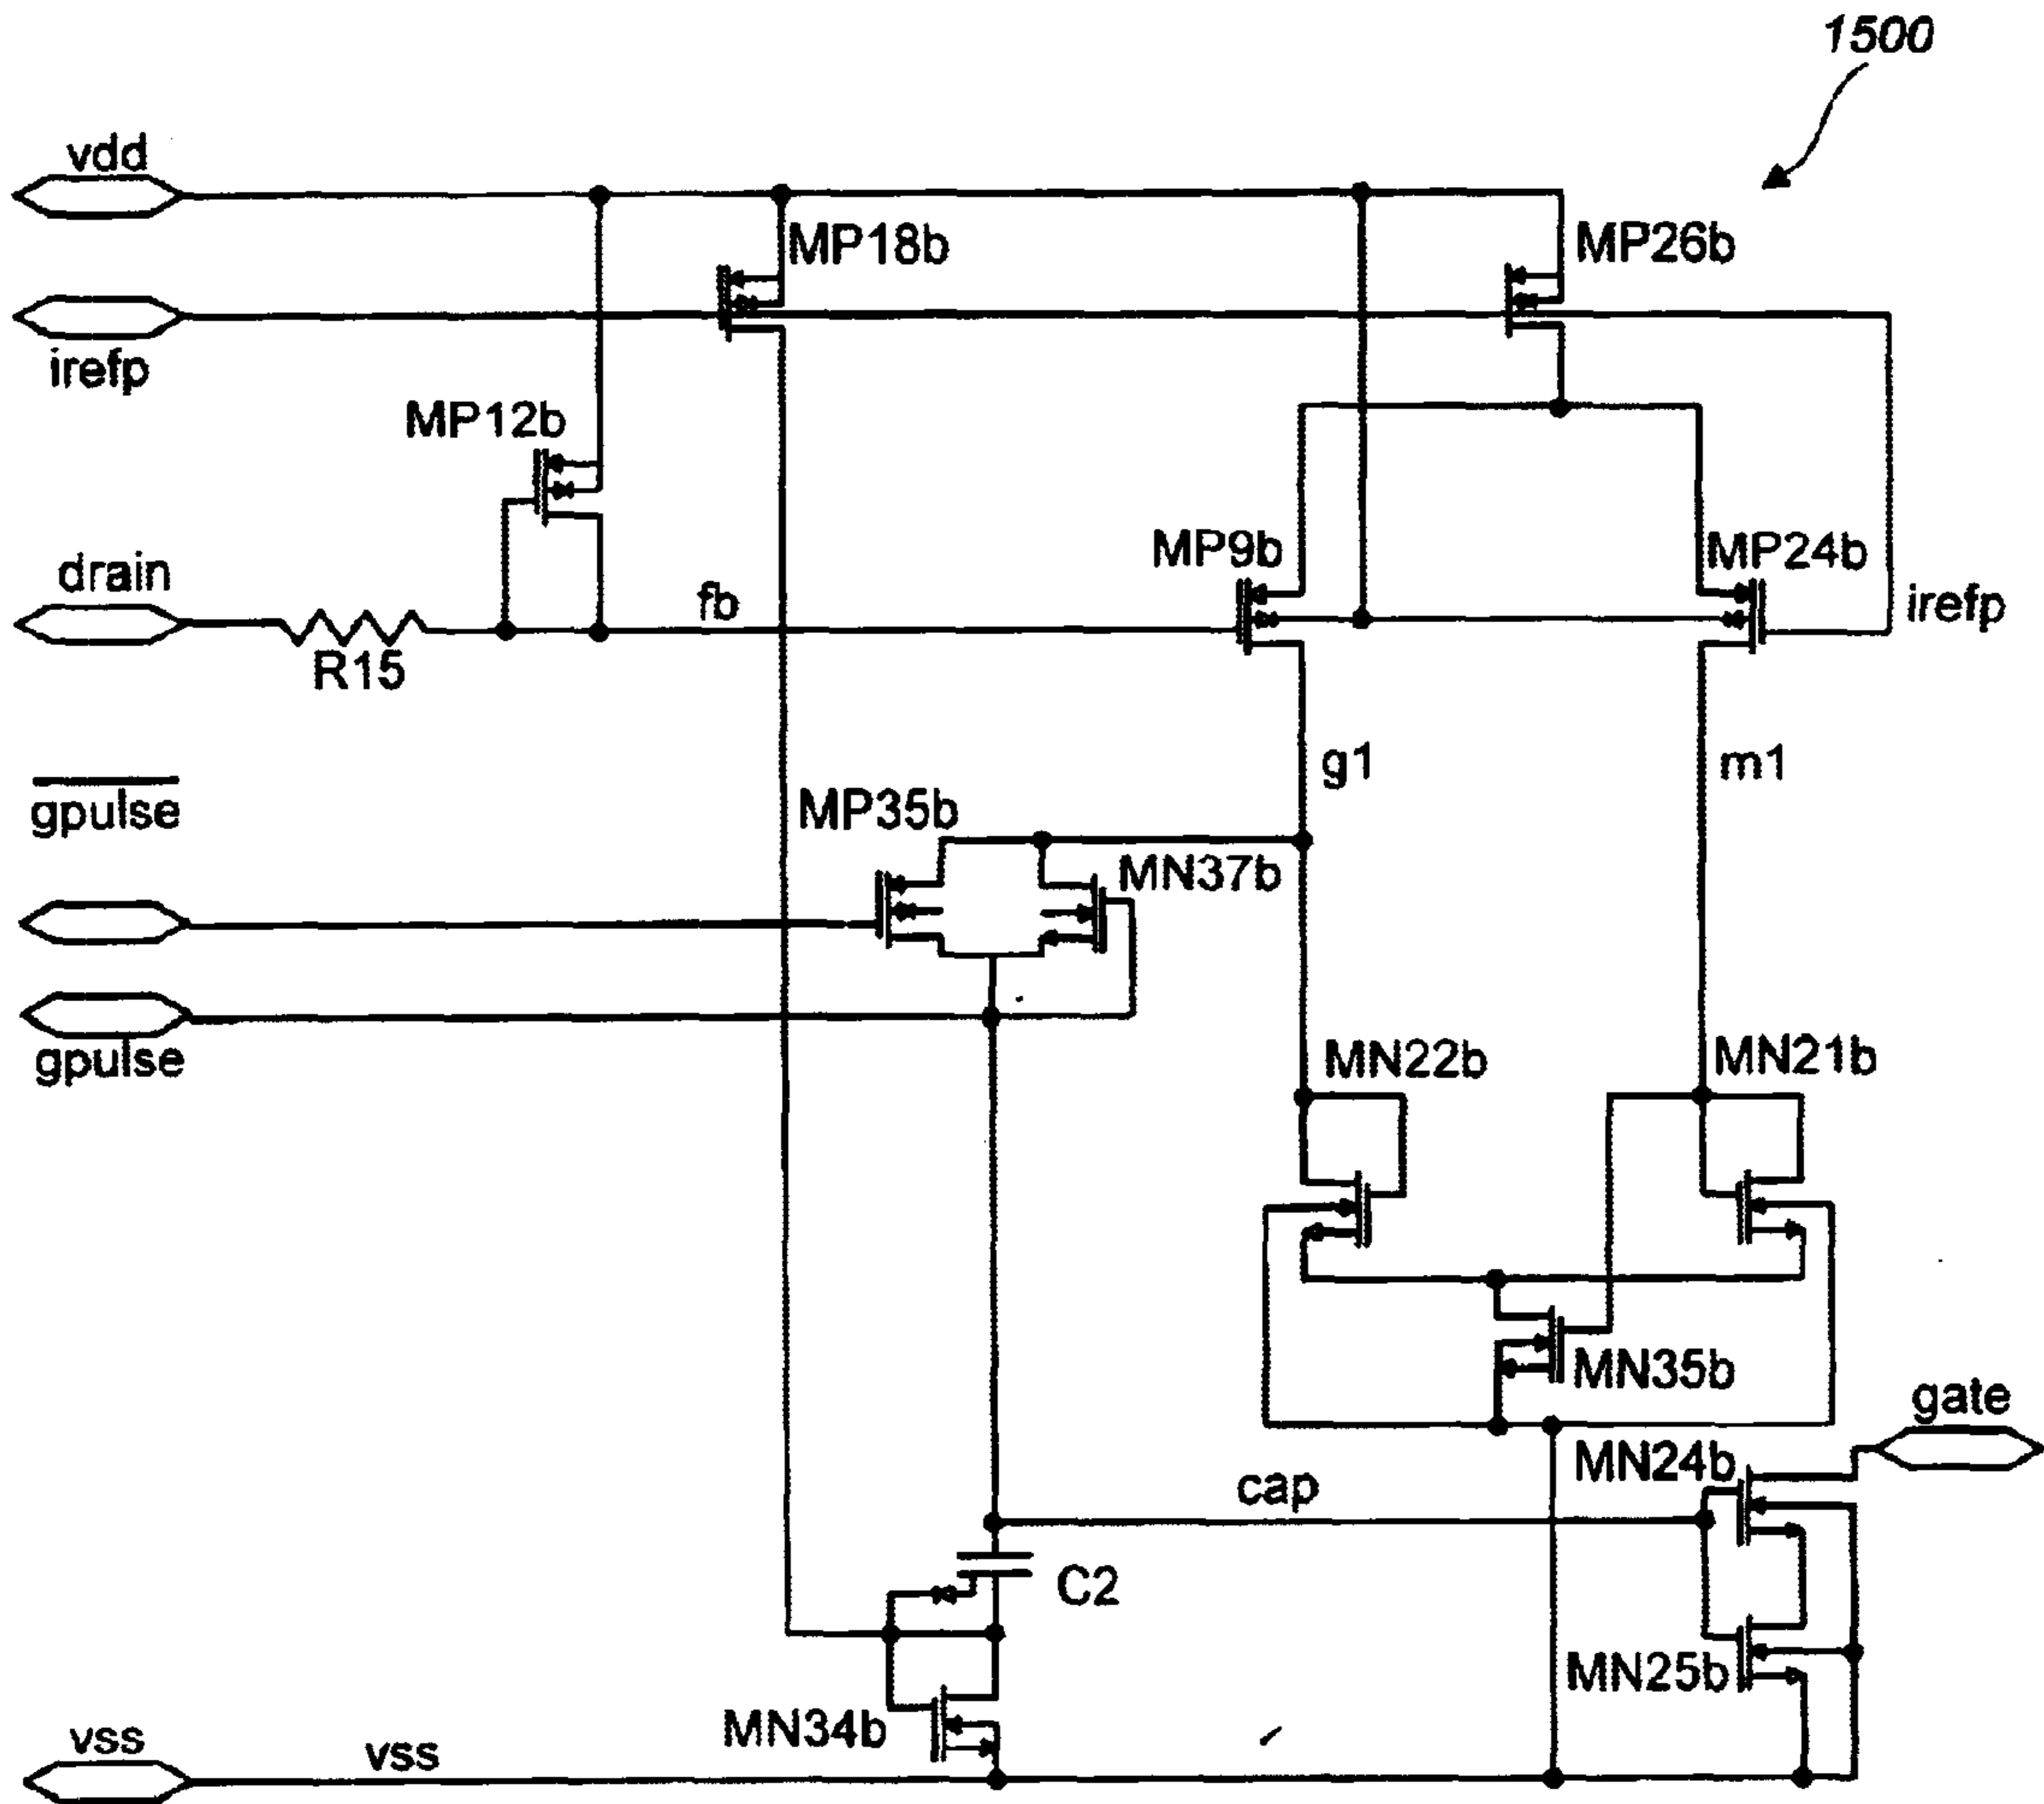 1500
vdd
MP18b
MP26b
irefp
MP12b
MP9b
MP24b
drain
fb
irefp
R15
g1
m1
gpulse
MP35b
MN37b
gpulse
MN22b
MN21b
MN35b
gate
MN24b
cap
C2
MN25b
MN34b
vss
vss